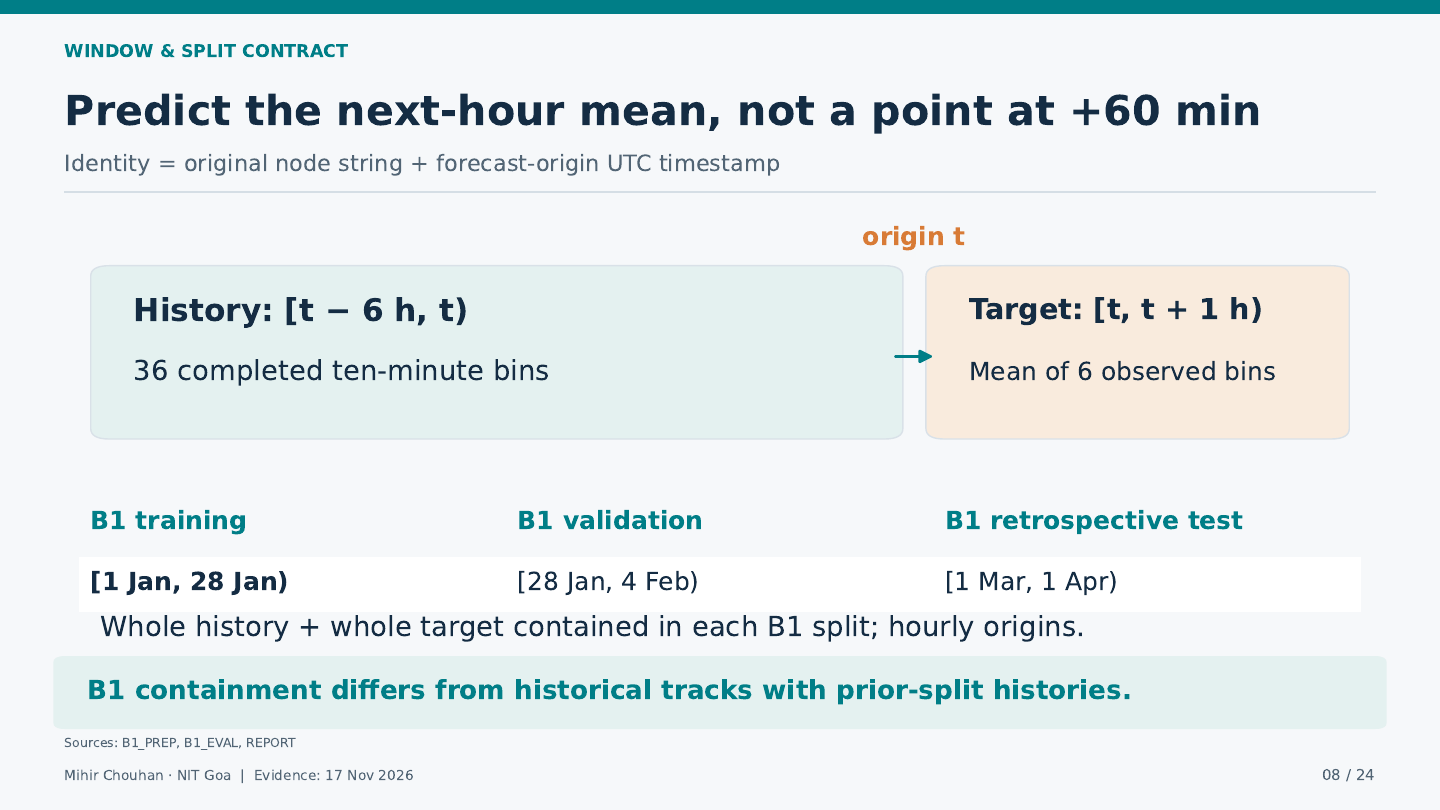 WINDOW & SPLIT CONTRACT
Predict the next-hour mean, not a point at +60 min
Identity = original node string + forecast-origin UTC timestamp
origin t
History: [t − 6 h, t)
36 completed ten-minute bins
Target: [t, t + 1 h)
Mean of 6 observed bins
B1 training B1 validation B1 retrospective test
[1 Jan, 28 Jan) [28 Jan, 4 Feb) [1 Mar, 1 Apr)
Whole history + whole target contained in each B1 split; hourly origins.
B1 containment differs from historical tracks with prior-split histories.
Sources: B1_PREP, B1_EVAL, REPORT
Mihir Chouhan · NIT Goa | Evidence: 17 Nov 2026 08 / 24